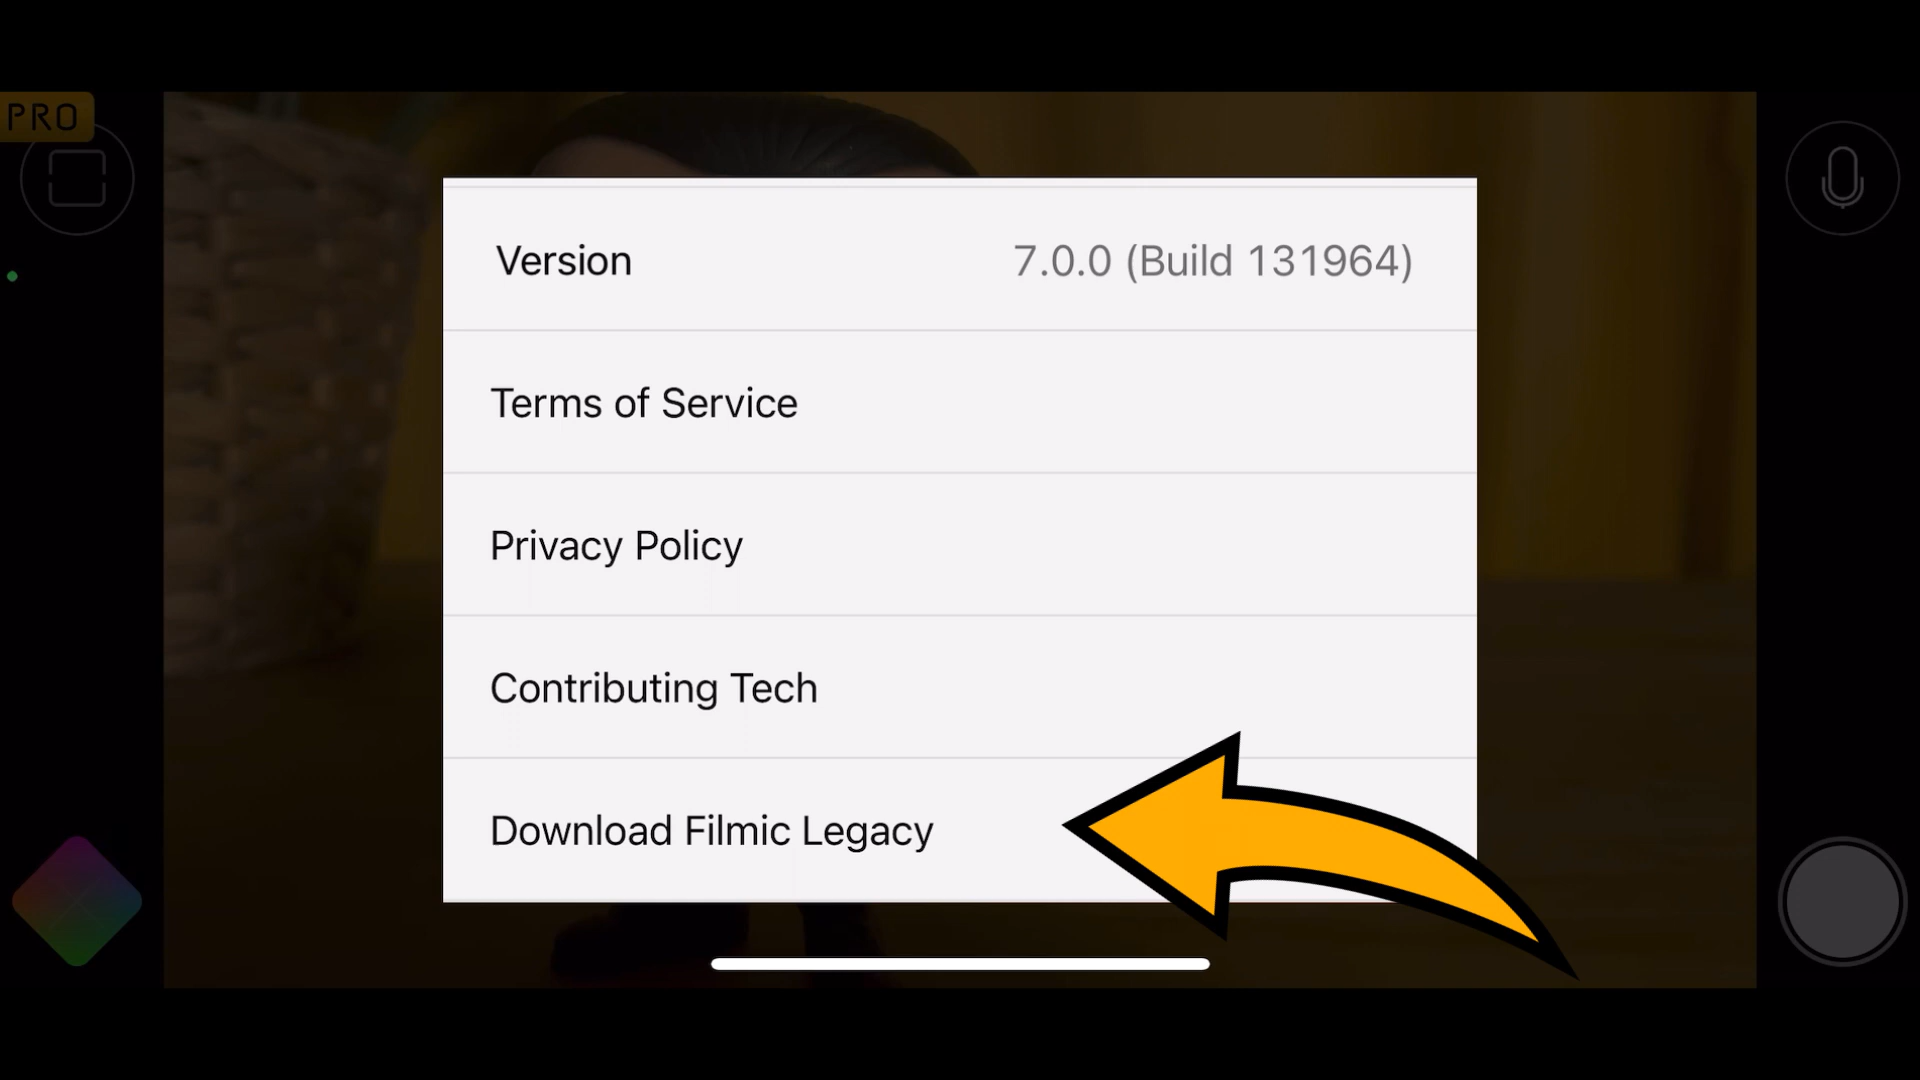 PRO
Version 7.0.0 (Build 131964)
Terms of Service
Privacy Policy
Contributing Tech
Download Filmic Legacy